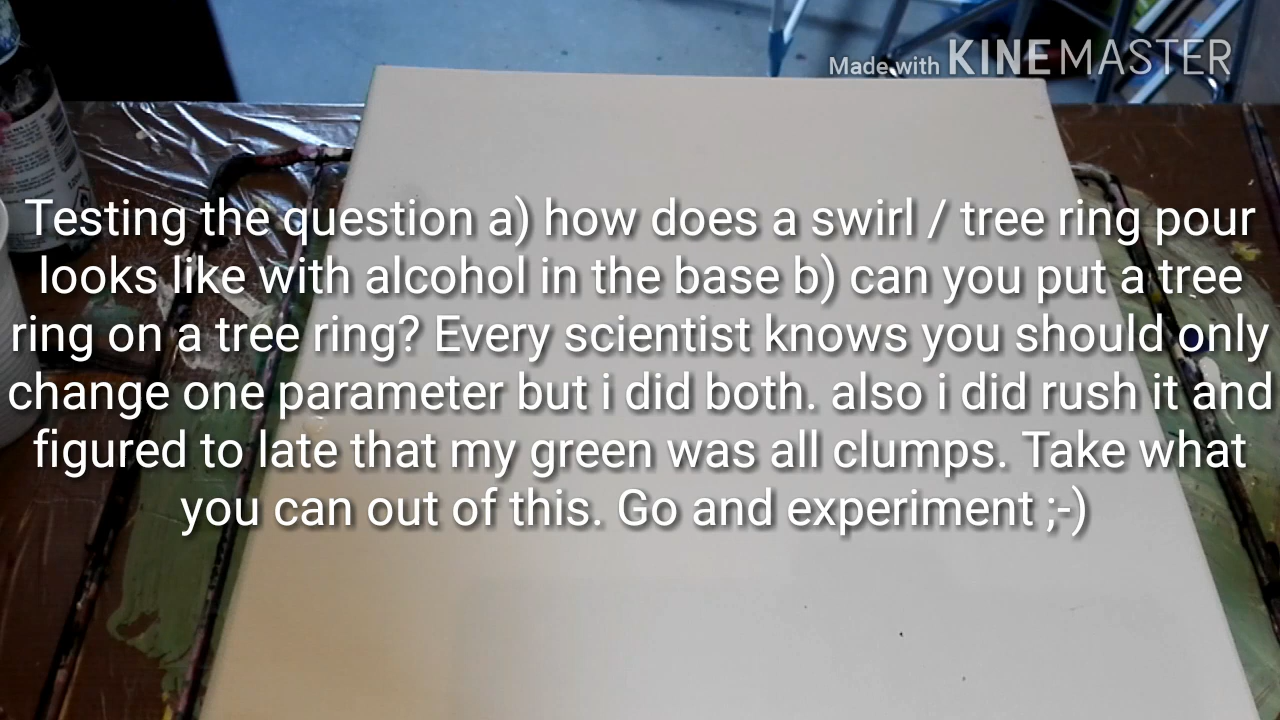 Made with KINEMASTER
Testing the question a) how does a swirl / tree ring pour
looks like with alcohol in the base b) can you put a tree
ring on a tree ring? Every scientist knows you should only
change one parameter but i did both. also i did rush it and
figured to late that my green was all clumps. Take what
you can out of this. Go and experiment ;-)